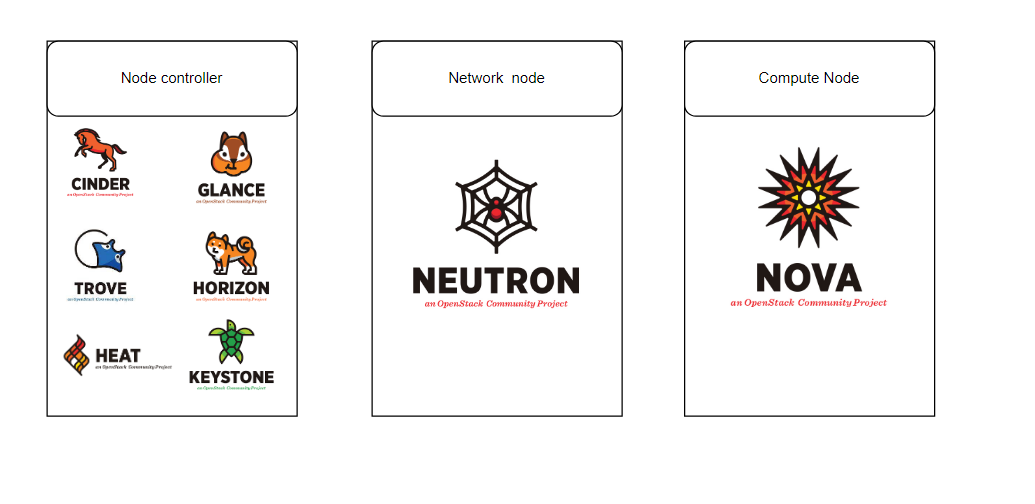 Node controller
CINDER
an OpenStack Community Project
GLANCE
an OpenStack Community Project
TROVE
an OpenStack Community Project
HORIZON
an OpenStack Community Project
HEAT
an OpenStack Community Project
KEYSTONE
an OpenStack Community Project
Network node
NEUTRON
an OpenStack Community Project
Compute Node
NOVA
an OpenStack Community Project